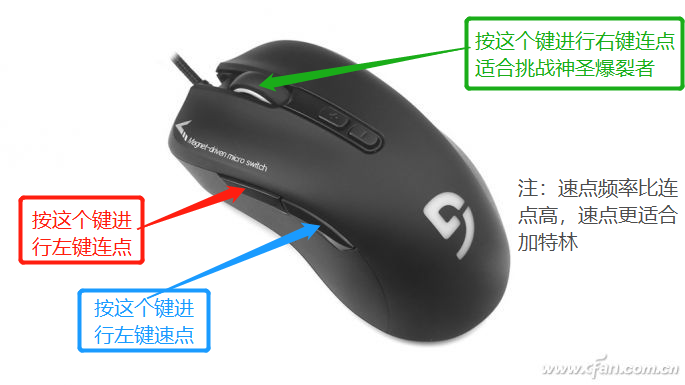 按这个键进行右键连点
适合挑战神圣爆裂者
Magnet-driven micro switch
按这个键进
行左键连点
注：速点频率比连
点高，速点更适合
加特林
按这个键进
行左键速点
www.cfan.com.cn